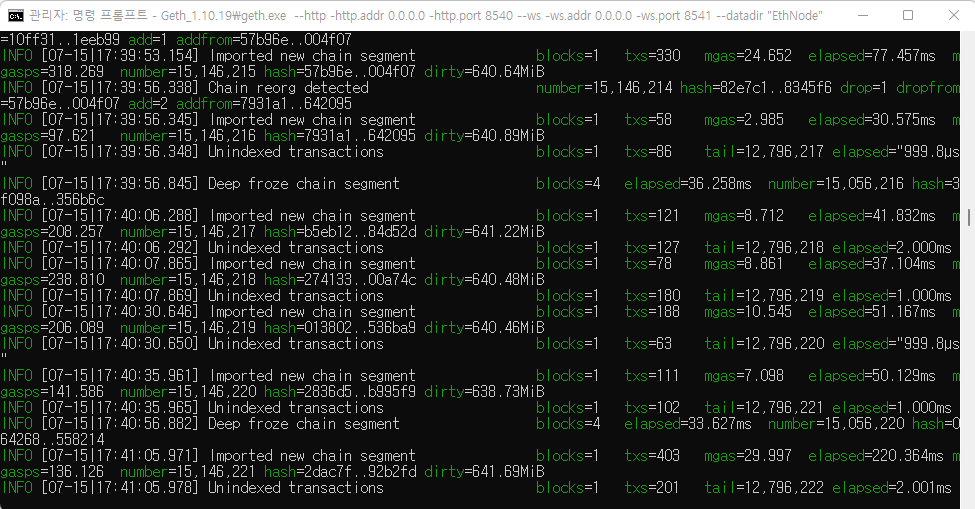 관리자: 명령 프롬프트 - Geth_1.10.19₩geth.exe --http -http.addr 0.0.0.0 -http.port 8540 --ws -ws.addr 0.0.0.0 -ws.port 8541 --datadir "EthNode"
=10ff31..1eeb99 add=1 addfrom=57b96e..004f07
INFO [07-15|17:39:53.154] Imported new chain segment blocks=1 txs=330 mgas=24.652 elapsed=77.457ms m
gasps=318.269 number=15,146,215 hash=57b96e..004f07 dirty=640.64MiB
INFO [07-15|17:39:56.338] Chain reorg detected number=15,146,214 hash=82e7c1..8345f6 drop=1 dropfrom
=57b96e..004f07 add=2 addfrom=7931a1..642095
INFO [07-15|17:39:56.345] Imported new chain segment blocks=1 txs=58 mgas=2.985 elapsed=30.575ms m
gasps=97.621 number=15,146,216 hash=7931a1..642095 dirty=640.89MiB
INFO [07-15|17:39:56.348] Unindexed transactions blocks=1 txs=86 tail=12,796,217 elapsed="999.8µs
"
INFO [07-15|17:39:56.845] Deep froze chain segment blocks=4 elapsed=36.258ms number=15,056,216 hash=3
f098a..356b6c
INFO [07-15|17:40:06.288] Imported new chain segment blocks=1 txs=121 mgas=8.712 elapsed=41.832ms m
gasps=208.257 number=15,146,217 hash=b5eb12..84d52d dirty=641.22MiB
INFO [07-15|17:40:06.292] Unindexed transactions blocks=1 txs=127 tail=12,796,218 elapsed=2.000ms
INFO [07-15|17:40:07.865] Imported new chain segment blocks=1 txs=78 mgas=8.861 elapsed=37.104ms m
gasps=238.810 number=15,146,218 hash=274133..00a74c dirty=640.48MiB
INFO [07-15|17:40:07.869] Unindexed transactions blocks=1 txs=180 tail=12,796,219 elapsed=1.000ms
INFO [07-15|17:40:30.646] Imported new chain segment blocks=1 txs=188 mgas=10.545 elapsed=51.167ms m
gasps=206.089 number=15,146,219 hash=013802..536ba9 dirty=640.46MiB
INFO [07-15|17:40:30.650] Unindexed transactions blocks=1 txs=63 tail=12,796,220 elapsed="999.8µs
"
INFO [07-15|17:40:35.961] Imported new chain segment blocks=1 txs=111 mgas=7.098 elapsed=50.129ms m
gasps=141.586 number=15,146,220 hash=2836d5..b995f9 dirty=638.73MiB
INFO [07-15|17:40:35.965] Unindexed transactions blocks=1 txs=102 tail=12,796,221 elapsed=1.000ms
INFO [07-15|17:40:56.882] Deep froze chain segment blocks=4 elapsed=33.627ms number=15,056,220 hash=0
64268..558214
INFO [07-15|17:41:05.971] Imported new chain segment blocks=1 txs=403 mgas=29.997 elapsed=220.364ms m
gasps=136.126 number=15,146,221 hash=2dac7f..92b2fd dirty=641.69MiB
INFO [07-15|17:41:05.978] Unindexed transactions blocks=1 txs=201 tail=12,796,222 elapsed=2.001ms